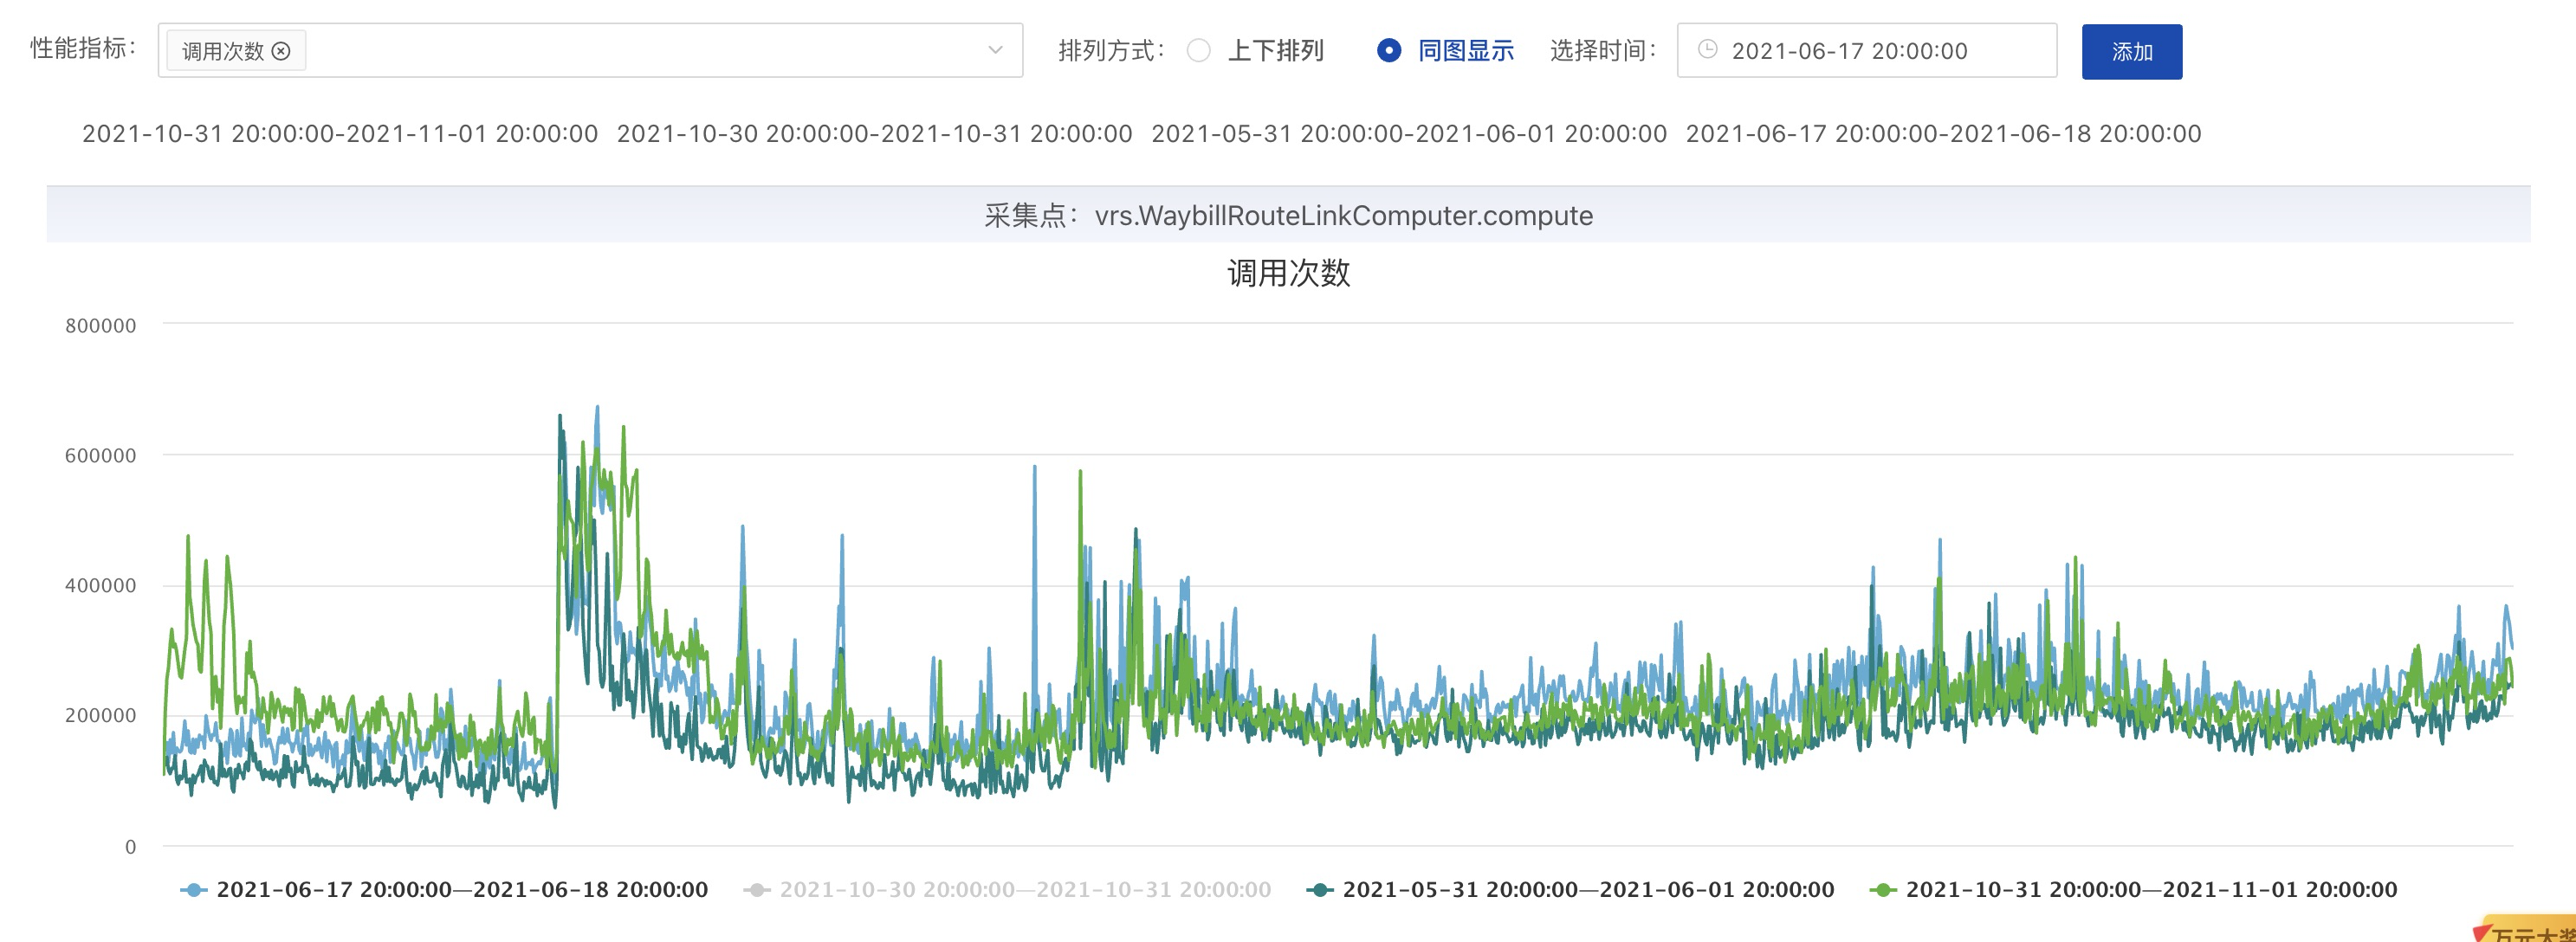 性能指标： 调用次数 排列方式： 上下排列 同图显示 选择时间： 2021-06-17 20:00:00 添加
2021-10-31 20:00:00-2021-11-01 20:00:00 2021-10-30 20:00:00-2021-10-31 20:00:00 2021-05-31 20:00:00-2021-06-01 20:00:00 2021-06-17 20:00:00-2021-06-18 20:00:00
采集点：vrs.WaybillRouteLinkComputer.compute
调用次数
800000
600000
400000
200000
0
2021-06-17 20:00:00—2021-06-18 20:00:00 2021-10-30 20:00:00—2021-10-31 20:00:00 2021-05-31 20:00:00—2021-06-01 20:00:00 2021-10-31 20:00:00—2021-11-01 20:00:00
万元大奖